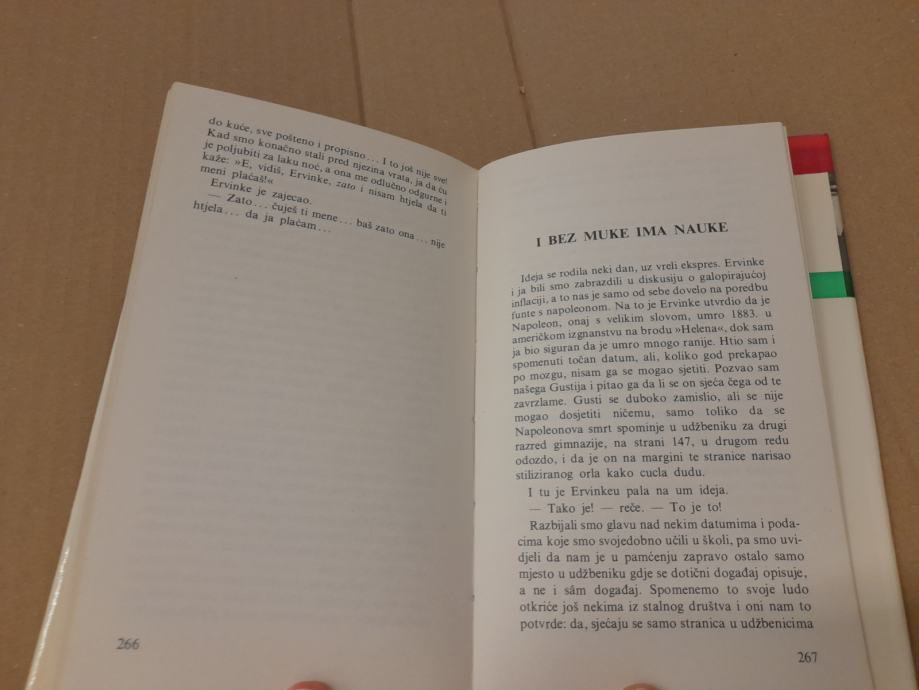 do kuće, sve pošteno i propisno... I to još nije sve!
Kad smo konačno stali pred njezina vrata, ja da ću
je poljubiti za laku noć, a ona me odlučno odgurne i
kaže: »E, vidiš, Ervinke, zato i nisam htjela da ti
meni plaćaš!«
Ervinke je zajecao.
— Zato... čuješ ti mene... baš zato ona... nije
htjela... da ja plaćam...
266
I BEZ MUKE IMA NAUKE
Ideja se rodila neki dan, uz vreli ekspres. Ervinke
i ja bili smo zabrazdili u diskusiju o galopirajućoj
inflaciji, a to nas je samo od sebe dovelo na poredbu
funte s napoleonom. Na to je Ervinke utvrdio da je
Napoleon, onaj s velikim slovom, umro 1883. u
američkom izgnanstvu na brodu »Helena«, dok sam
ja bio siguran da je umro mnogo ranije. Htio sam i
spomenuti točan datum, ali, koliko god prekapao
po mozgu, nisam ga se mogao sjetiti. Pozvao sam
našega Gustija i pitao ga da li se on sjeća čega od te
zavrzlame. Gusti se duboko zamislio, ali se nije
mogao dosjetiti ničemu, samo toliko da se
Napoleonova smrt spominje u udžbeniku za drugi
razred gimnazije, na strani 147, u drugom redu
odozdo, i da je on na margini te stranice narisao
stiliziranog orla kako cucla dudu.
I tu je Ervinkeu pala na um ideja.
— Tako je! — reče. — To je to!
Razbijali smo glavu nad nekim datumima i poda-
cima koje smo svojedobno učili u školi, pa smo uvi-
djeli da nam je u pamćenju zapravo ostalo samo
mjesto u udžbeniku gdje se dotični događaj opisuje,
a ne i sâm događaj. Spomenemo to svoje ludo
otkriće još nekima iz stalnog društva i oni nam to
potvrde: da, sjećaju se samo stranica u udžbenicima
267